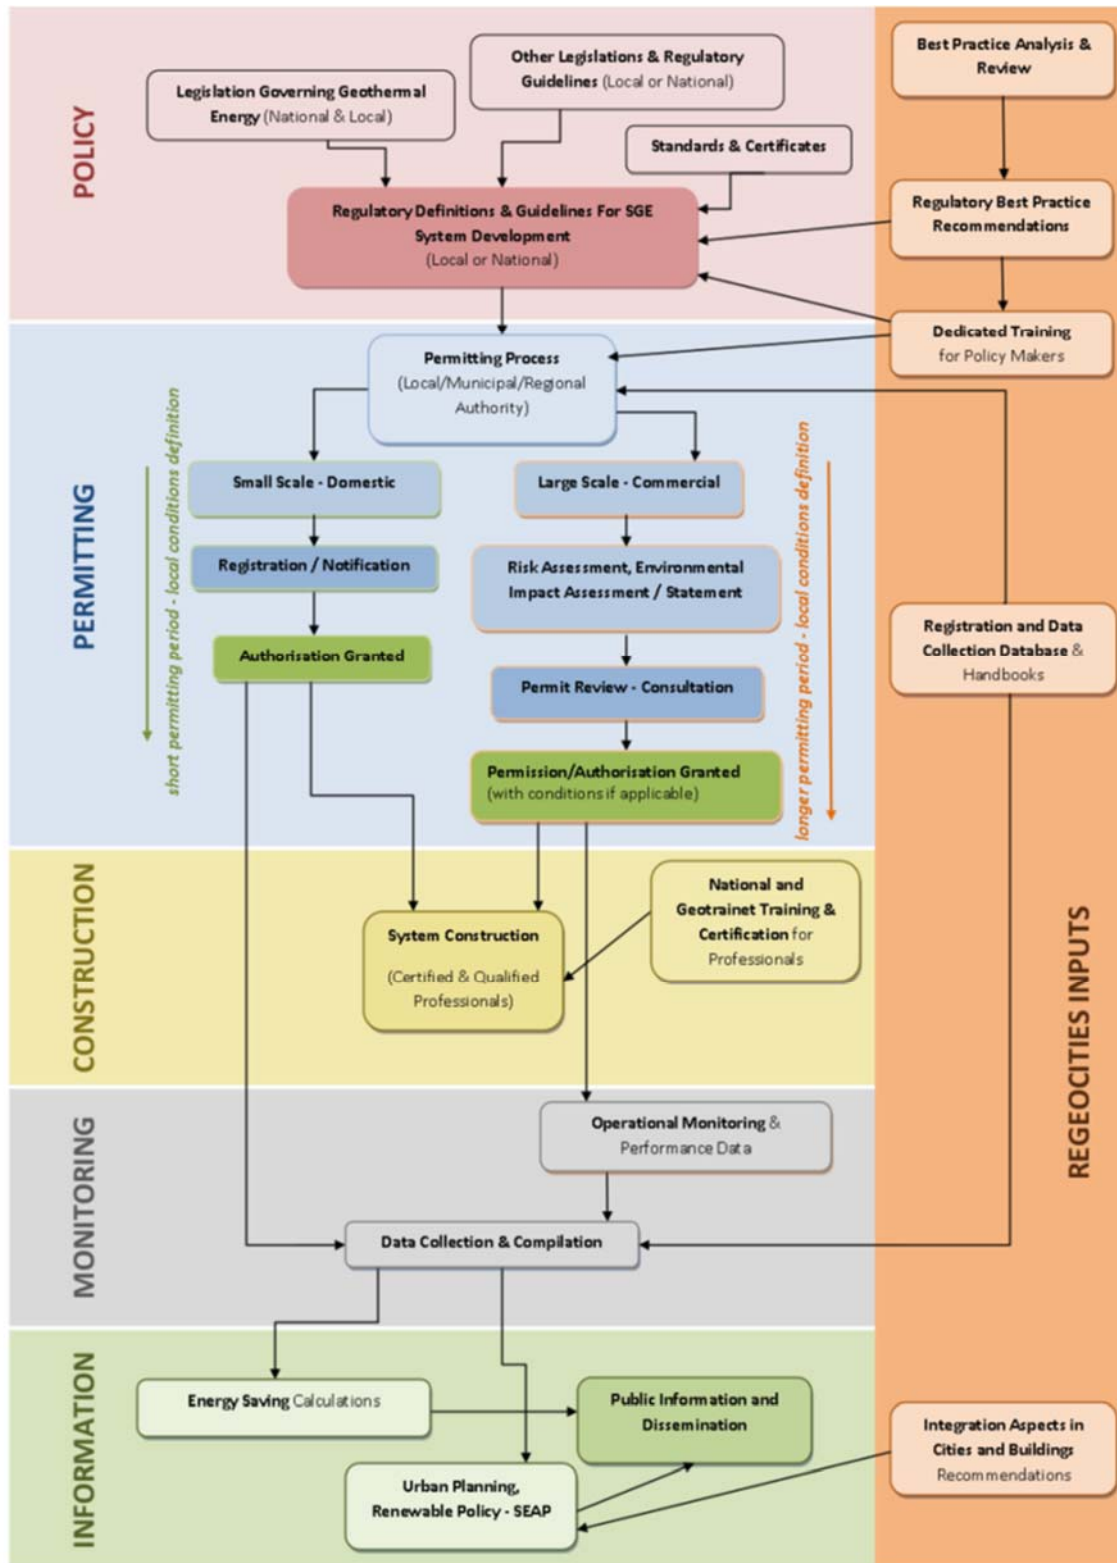 POLICY
Legislation Governing Geothermal
Energy (National & Local)
Other Legislations & Regulatory
Guidelines (Local or National)
Standards & Certificates
Regulatory Definitions & Guidelines For SGE
System Development
(Local or National)
Best Practice Analysis &
Review
Regulatory Best Practice
Recommendations
Dedicated Training
for Policy Makers
PERMITTING
short permitting period - local conditions definition
Permitting Process
(Local/Municipal/Regional
Authority)
Small Scale - Domestic
Registration / Notification
Authorisation Granted
Large Scale - Commercial
Risk Assessment, Environmental
Impact Assessment / Statement
Permit Review - Consultation
Permission/Authorisation Granted
(with conditions if applicable)
longer permitting period - local conditions definition
Registration and Data
Collection Database &
Handbooks
CONSTRUCTION
System Construction
(Certified & Qualified
Professionals)
National and
Geotrainet Training &
Certification for
Professionals
REGEOCITIES INPUTS
MONITORING
Operational Monitoring &
Performance Data
Data Collection & Compilation
INFORMATION
Energy Saving Calculations
Public Information and
Dissemination
Urban Planning,
Renewable Policy - SEAP
Integration Aspects in
Cities and Buildings
Recommendations